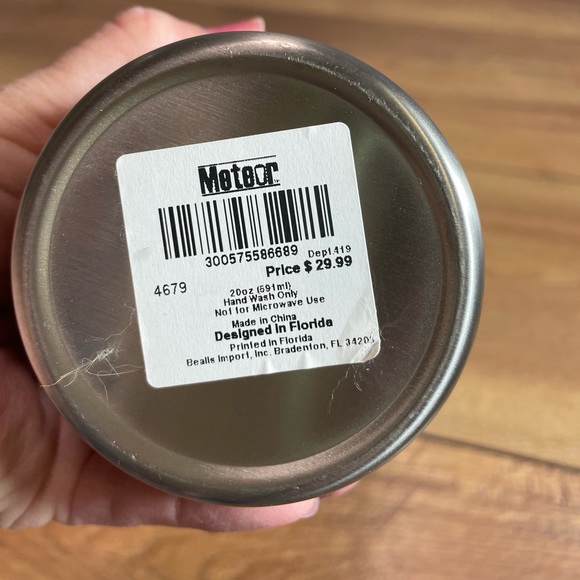 Meteor
300575586689 Dept 419
Price $ 29.99
4679
20oz (591ml)
Hand Wash Only
Not for Microwave Use
Made in China
Designed in Florida
Printed in Florida
Bealls Import, Inc. Bradenton, FL